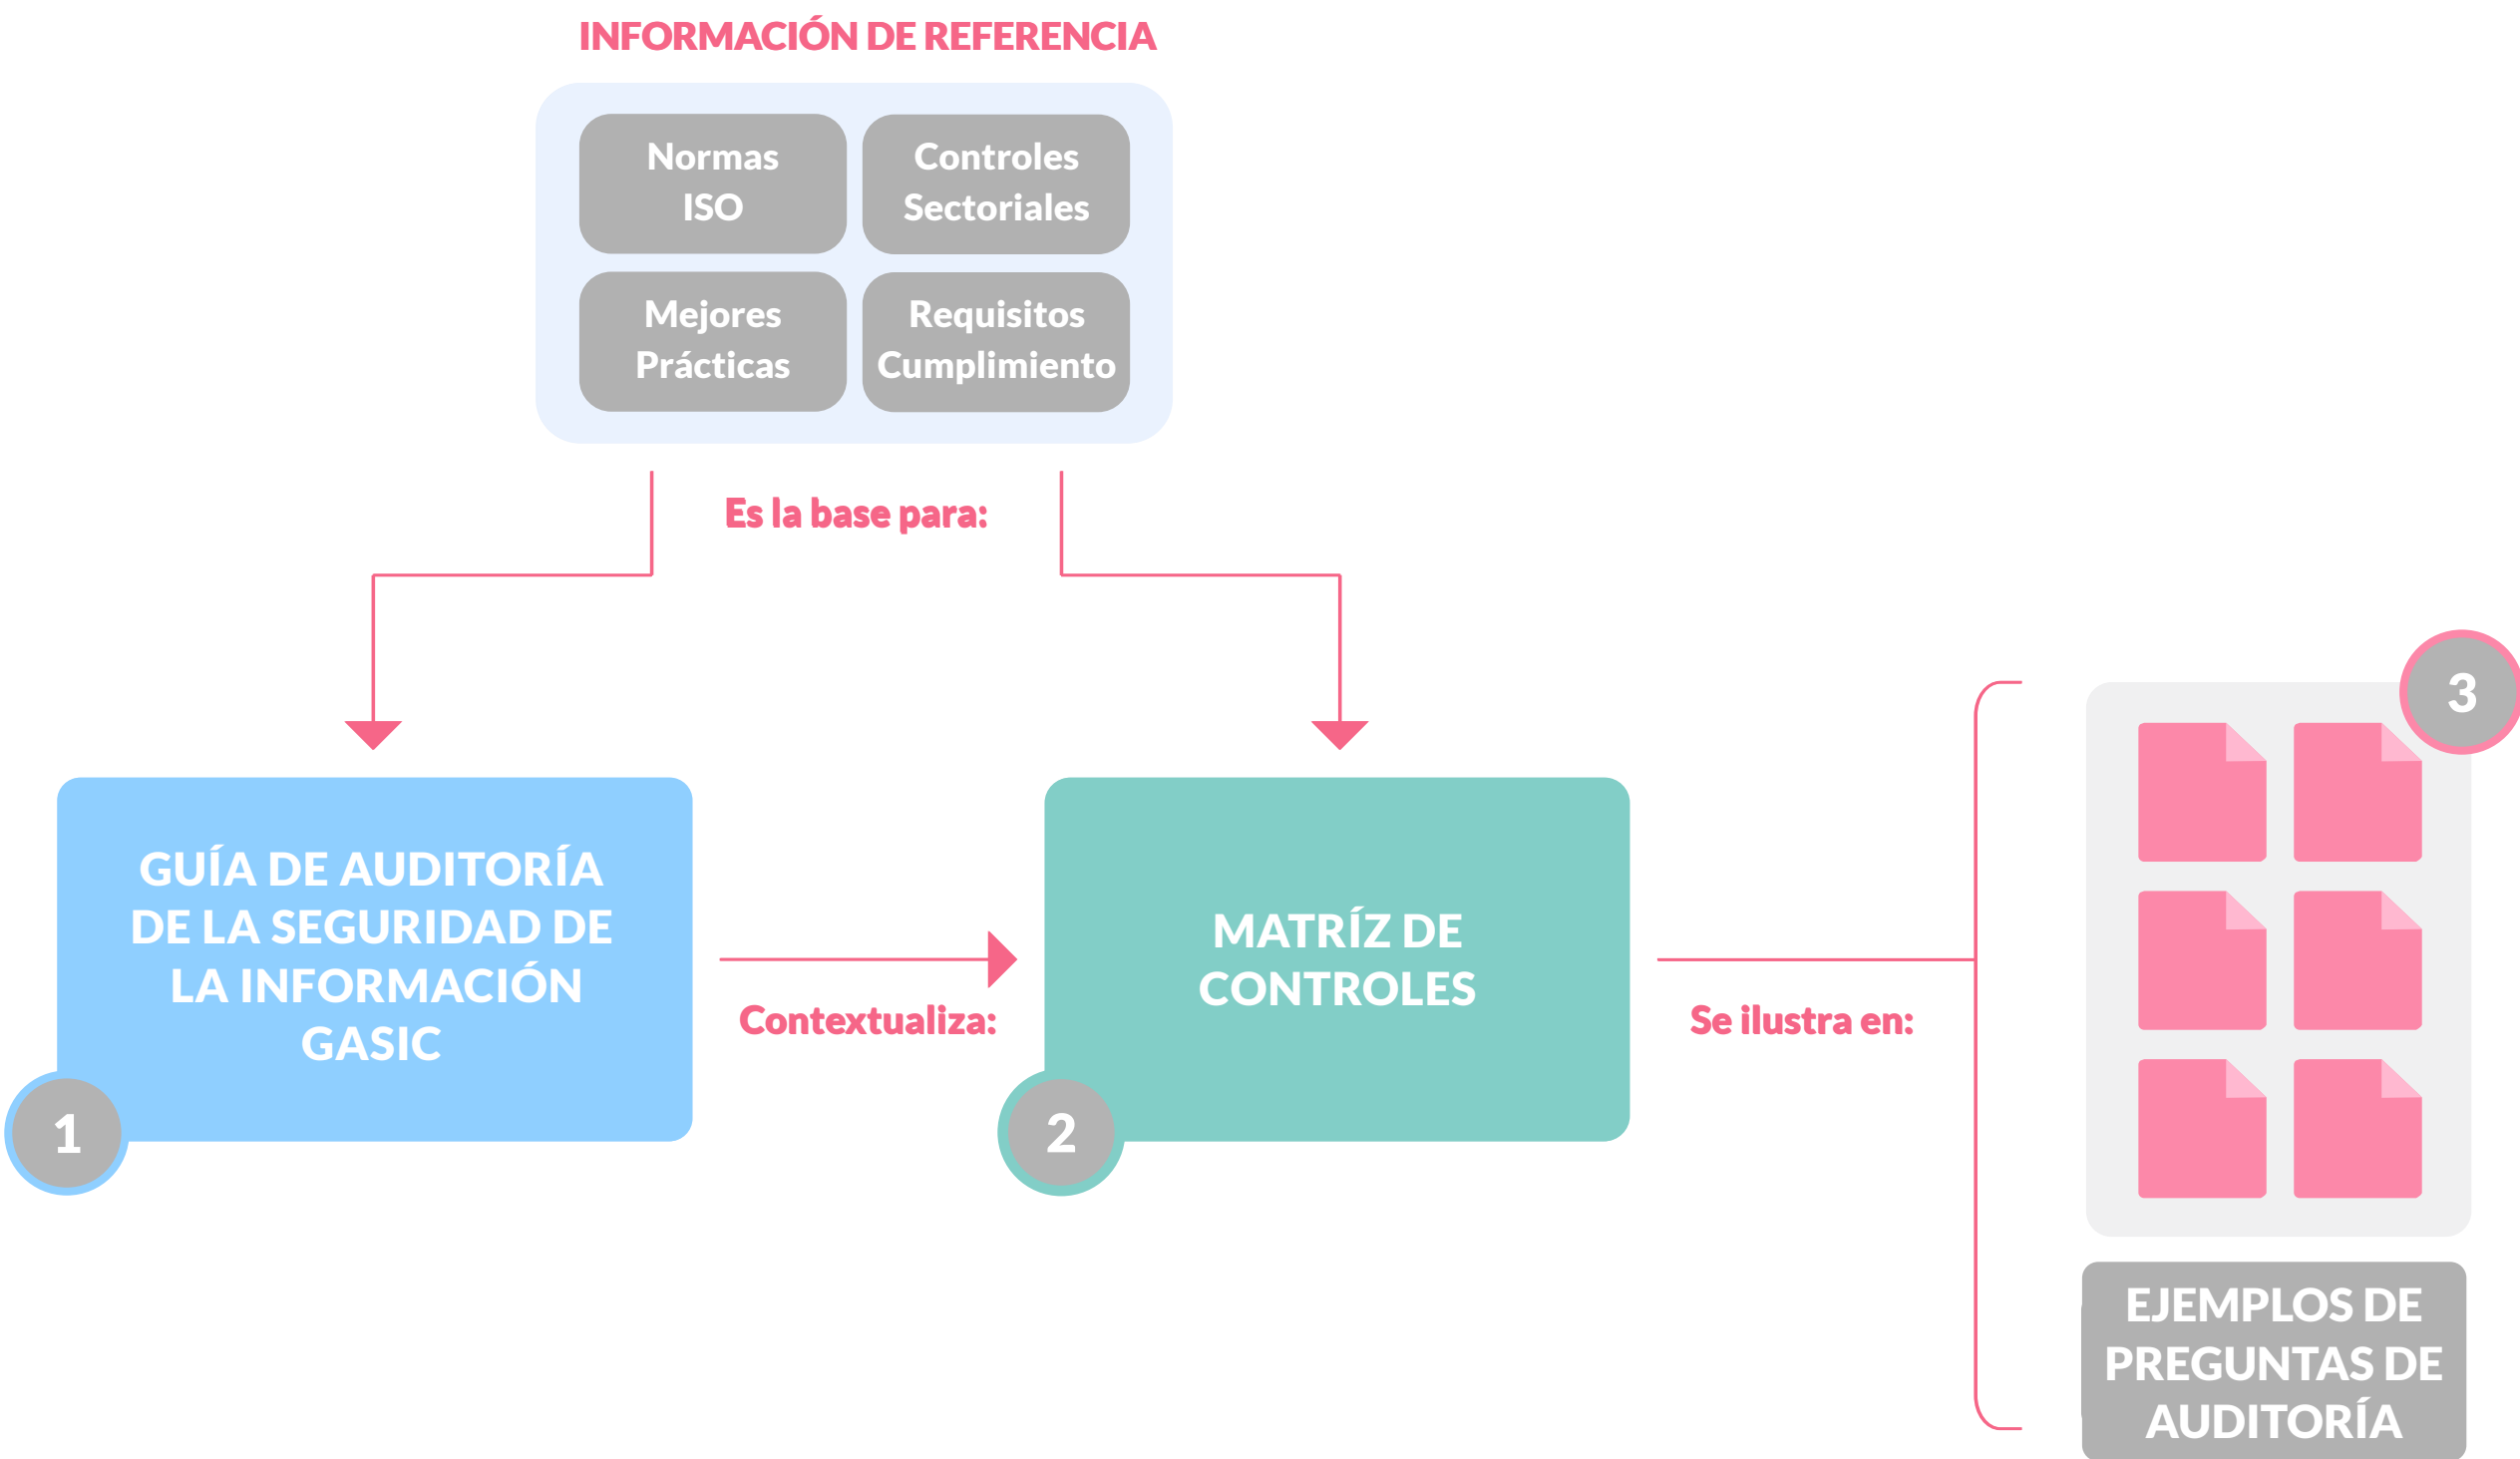 INFORMACIÓN DE REFERENCIA
Normas
ISO
Controles
Sectoriales
Mejores
Prácticas
Requisitos
Cumplimiento
Es la base para:
GUÍA DE AUDITORÍA
DE LA SEGURIDAD DE
LA INFORMACIÓN
GASIC
1
Contextualiza:
MATRÍZ DE
CONTROLES
2
Se ilustra en:
3
EJEMPLOS DE
PREGUNTAS DE
AUDITORÍA